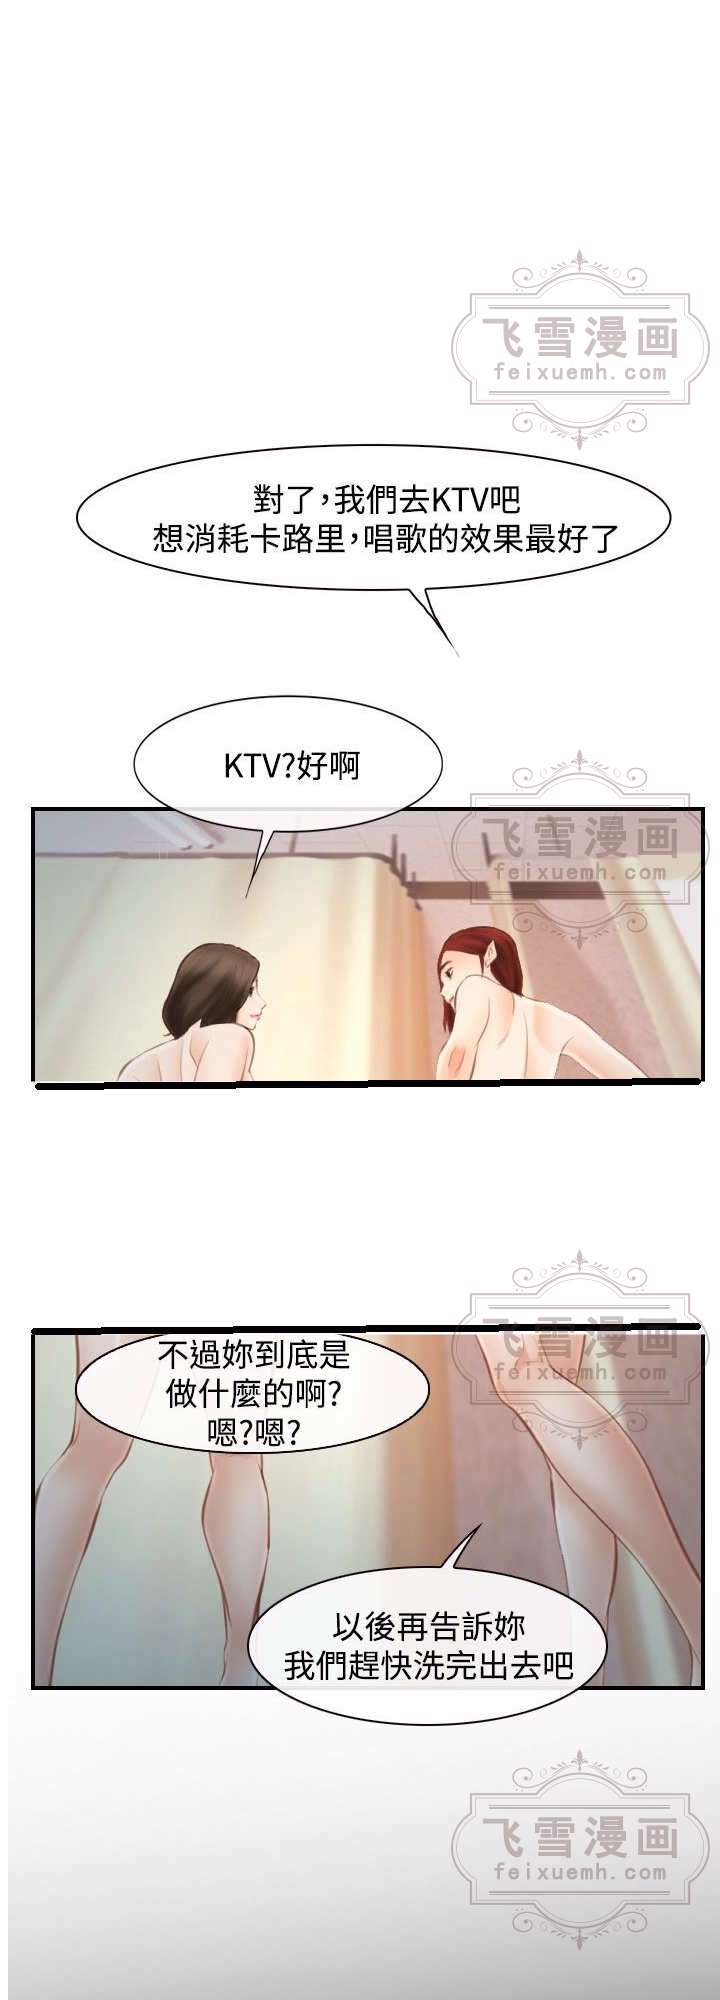 飞雪漫画
feixuemh.com
對了,我們去KTV吧
想消耗卡路里,唱歌的效果最好了
KTV?好啊
飞雪漫画
feixuemh.com
飞雪漫画
feixuemh.com
不過妳到底是
做什麼的啊?
嗯?嗯?
以後再告訴妳
我們趕快洗完出去吧
飞雪漫画
feixuemh.com